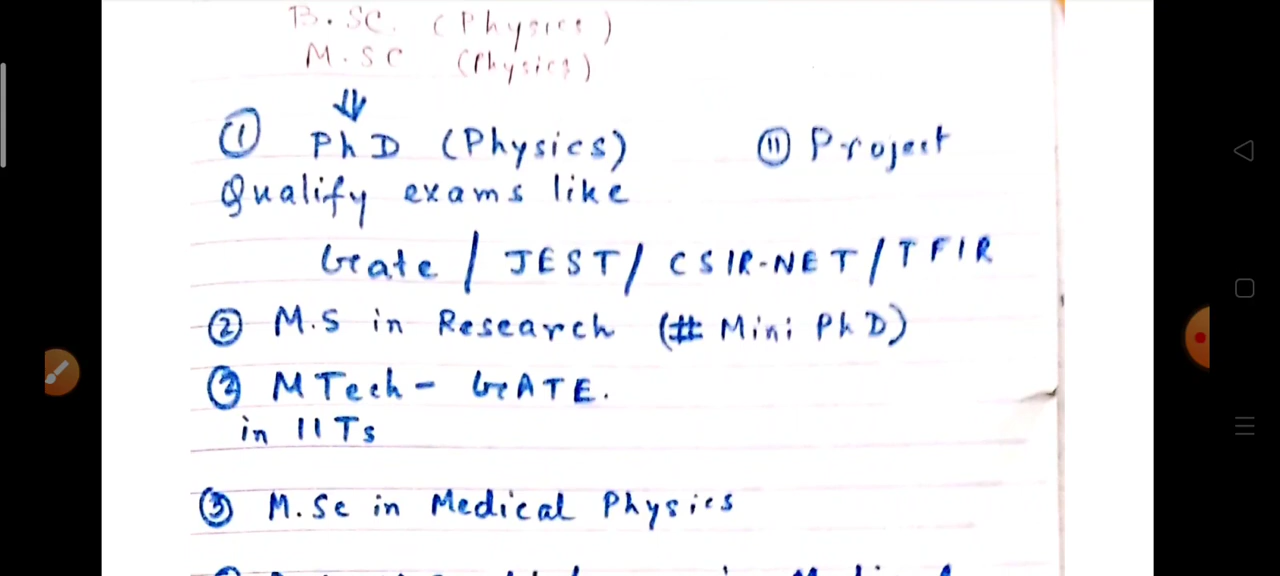 B.SC. (Physics)
M.SC (Physics)
① PhD (Physics) ⑪ Project
Qualify exams like
Gate / JEST / CSIR-NET / TFIR
② M.S in Research (# Mini PhD)
② MTech - GATE.
in IITs
③ M.Sc in Medical Physics